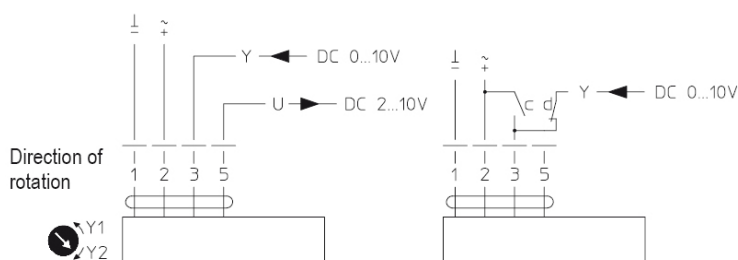 ⊥ ~
− +
Y DC 0...10V
U DC 2...10V
Direction of
rotation
1 2 3 5
Y1
Y2
⊥ ~
− +
c d Y DC 0...10V
1 2 3 5